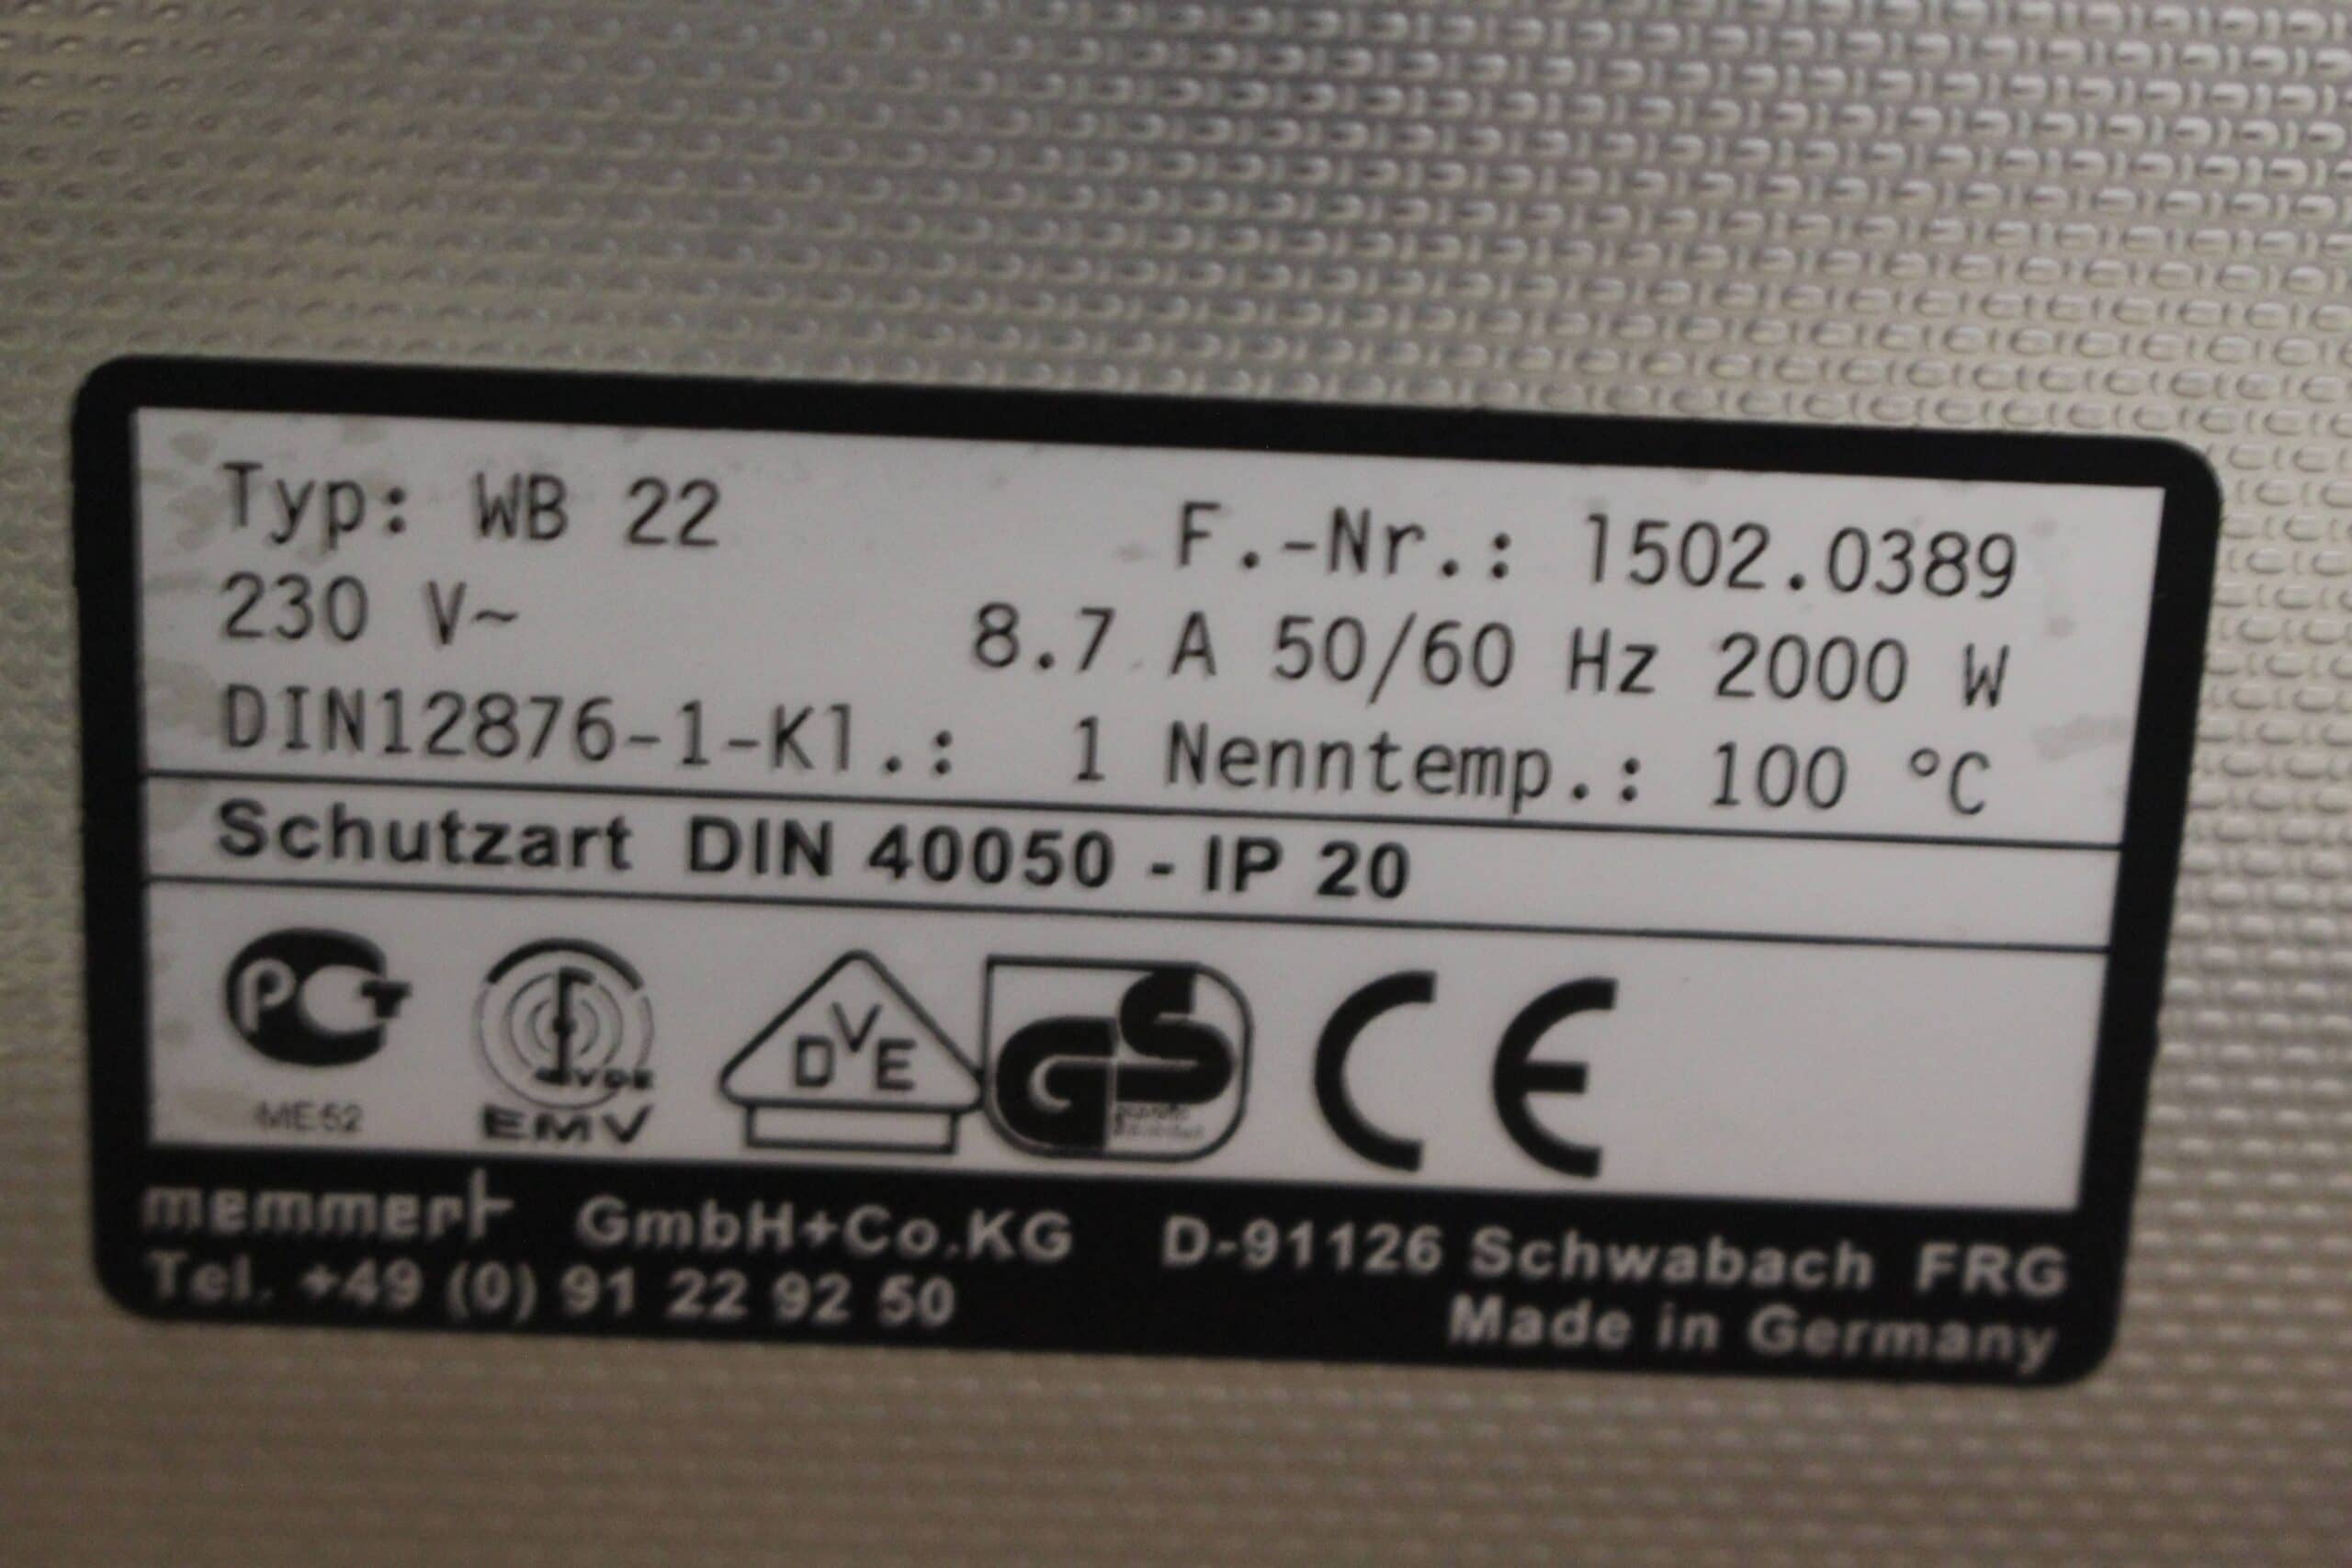 Typ: WB 22 F.-Nr.: 1502.0389
230 V~ 8.7 A 50/60 Hz 2000 W
DIN12876-1-Kl.: 1 Nenntemp.: 100 °C
Schutzart DIN 40050 - IP 20
PCT
ME52
VDE
EMV
DVE
GS
CE
memmert GmbH+Co.KG D-91126 Schwabach FRG
Tel. +49 (0) 91 22 92 50
Made in Germany